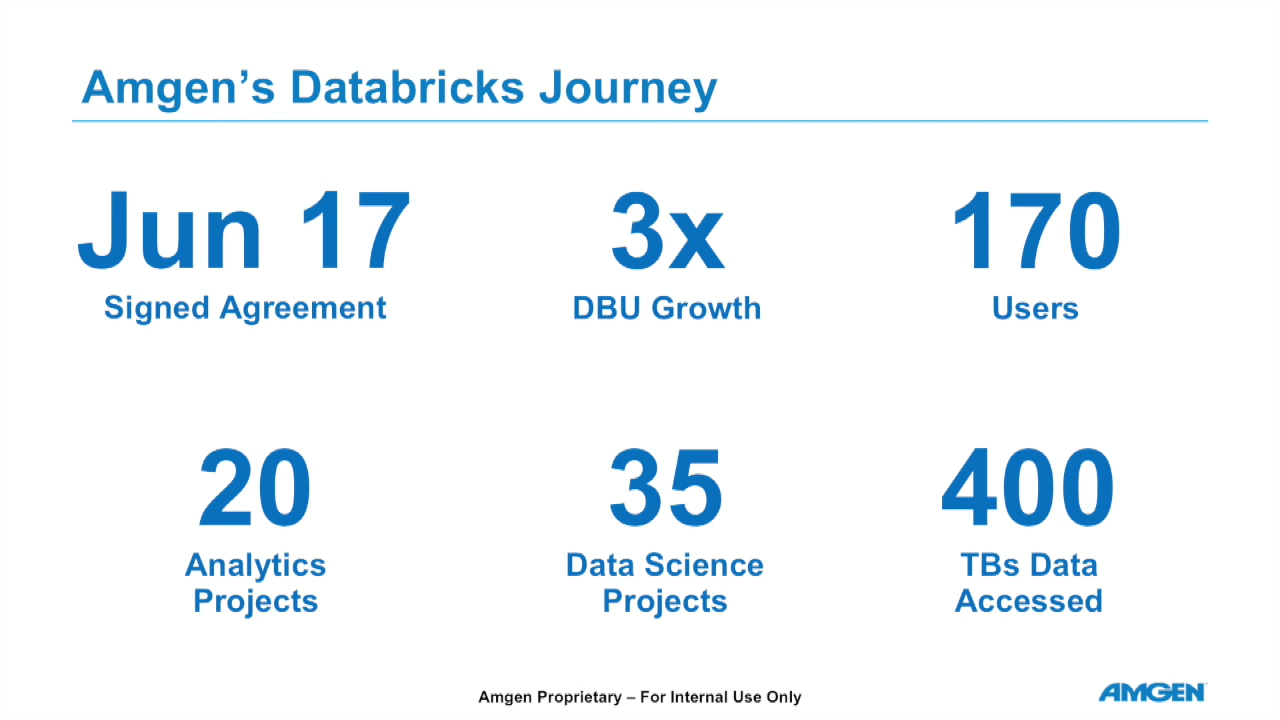 Amgen’s Databricks Journey
Jun 17
Signed Agreement
3x
DBU Growth
170
Users
20
Analytics
Projects
35
Data Science
Projects
400
TBs Data
Accessed
Amgen Proprietary – For Internal Use Only
AMGEN